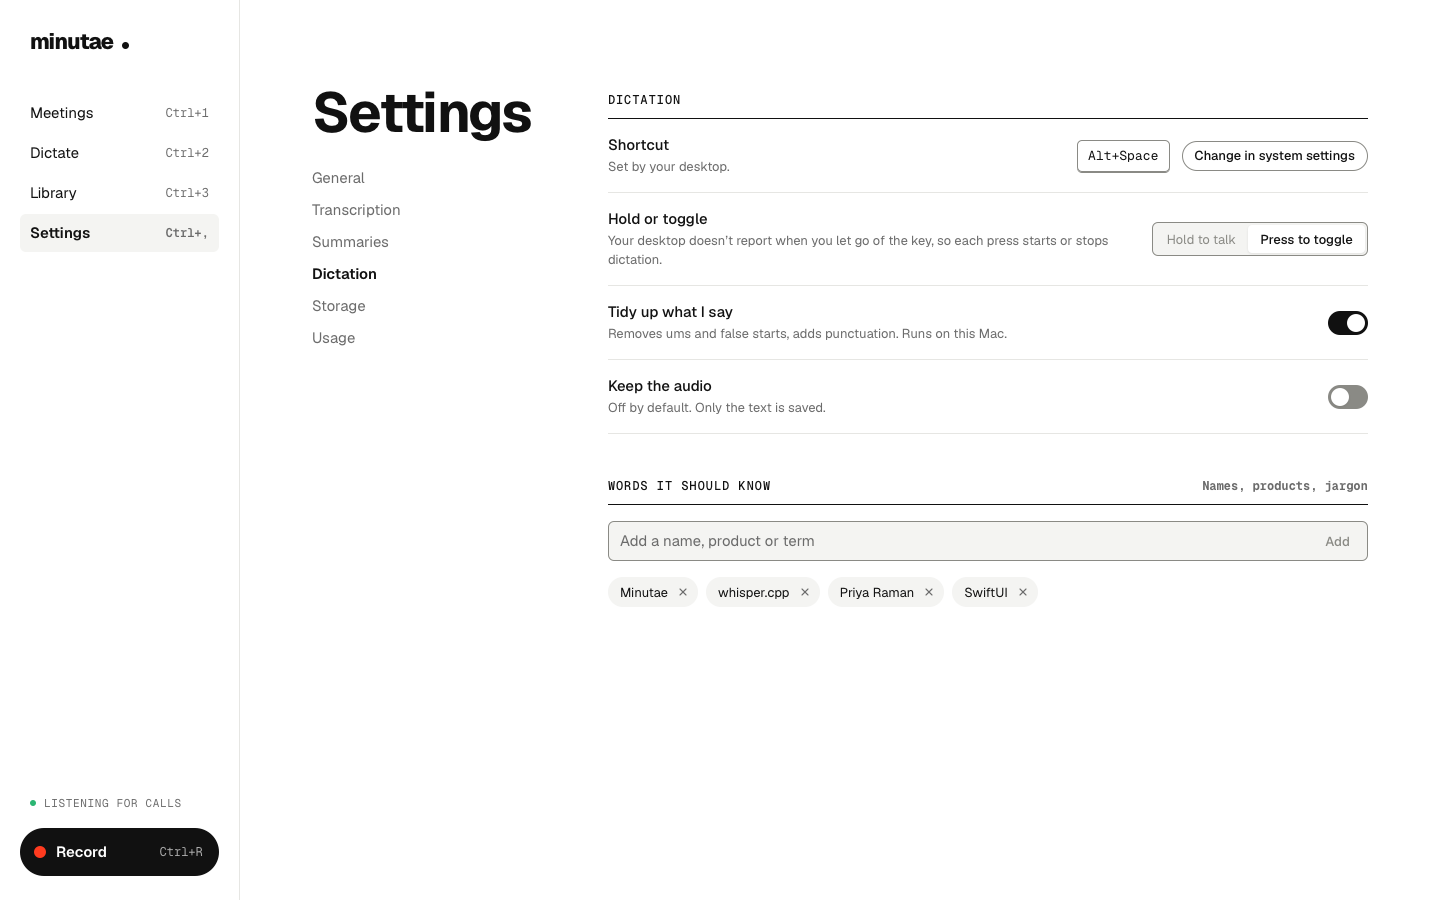 minutae
Meetings Ctrl+1
Dictate Ctrl+2
Library Ctrl+3
Settings Ctrl+,
LISTENING FOR CALLS
Record Ctrl+R
Settings
General
Transcription
Summaries
Dictation
Storage
Usage
DICTATION
Shortcut
Set by your desktop.
Alt+Space Change in system settings
Hold or toggle
Your desktop doesn’t report when you let go of the key, so each press starts or stops
dictation.
Hold to talk Press to toggle
Tidy up what I say
Removes ums and false starts, adds punctuation. Runs on this Mac.
Keep the audio
Off by default. Only the text is saved.
WORDS IT SHOULD KNOW Names, products, jargon
Add a name, product or term Add
Minutae × whisper.cpp × Priya Raman × SwiftUI ×